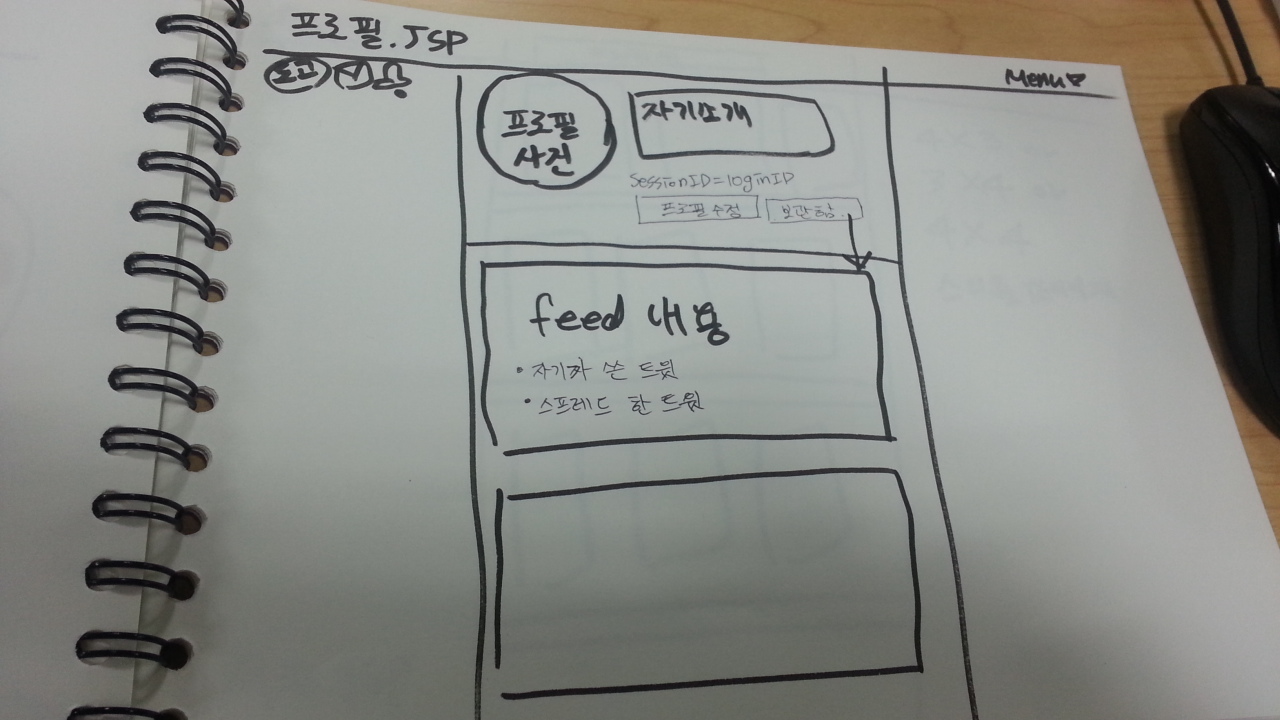 프로필.JSP
로고
Menu
프로필
사진
자기소개
SessionID=loginID
프로필 수정
보관함
feed 내용
• 자기가 쓴 트윗
• 스프레드 한 트윗